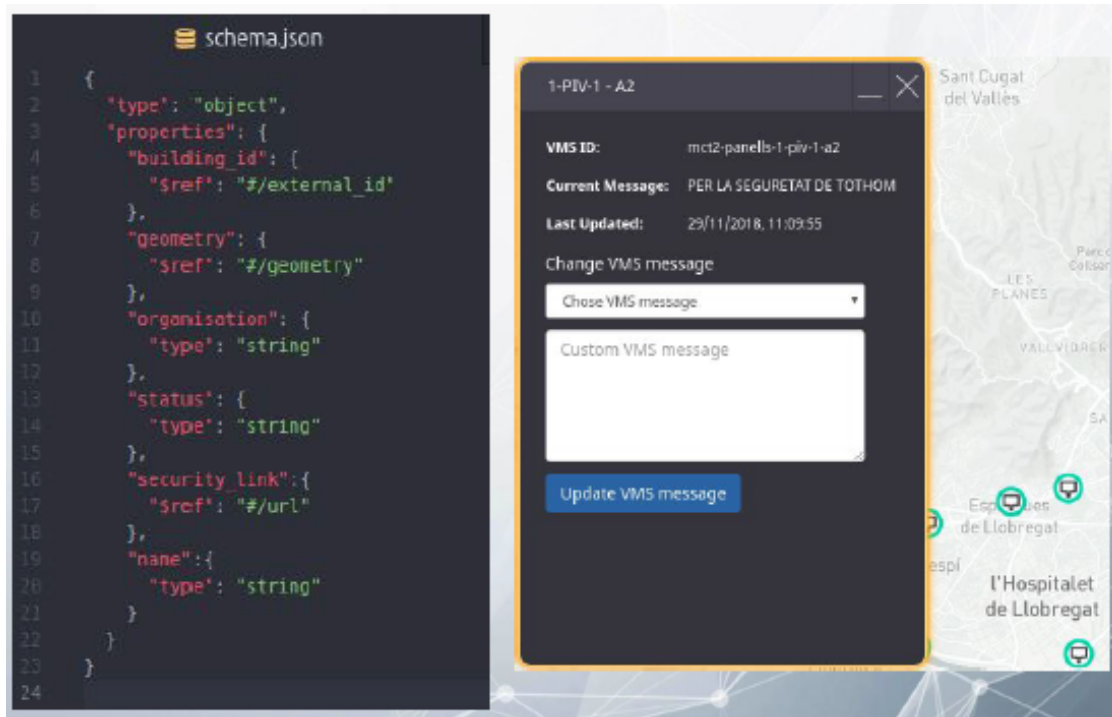 schema.json
1 {
2 "type": "object",
3 "properties": {
4 "building_id": {
5 "$ref": "#/external_id"
6 },
7 "geometry": {
8 "$ref": "#/geometry"
9 },
10 "organisation": {
11 "type": "string"
12 },
13 "status": {
14 "type": "string"
15 },
16 "security_link":{
17 "$ref": "#/url"
18 },
19 "name":{
20 "type": "string"
21 }
22 }
23 }
24
1-PIV-1 - A2
VMS ID: mct2-panells-1-piv-1-a2
Current Message: PER LA SEGURETAT DE TOTHOM
Last Updated: 29/11/2018, 11:09:55
Change VMS message
Chose VMS message
Custom VMS message
Update VMS message
Sant Cugat
del Vallès
LES
PLANES
de Llobregat
l'Hospitalet
de Llobregat